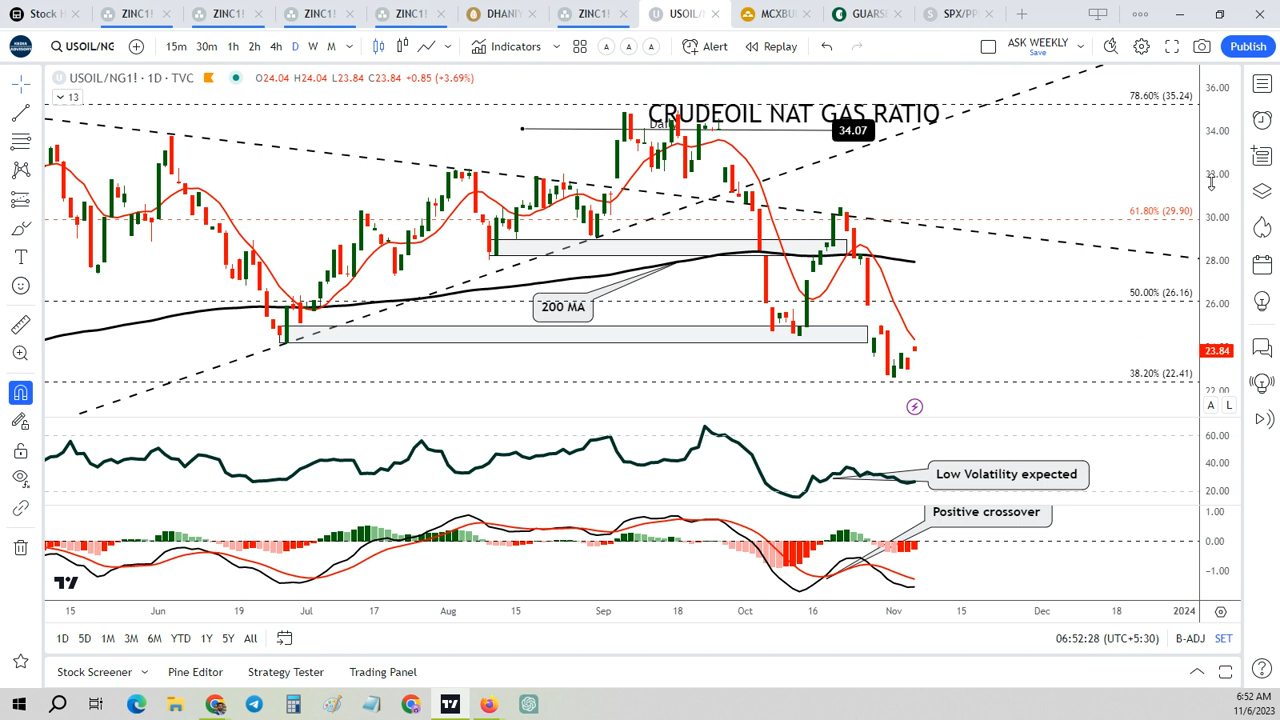 Stock H
ZINC1!
ZINC1!
ZINC1!
ZINC1!
DHANIY
ZINC1!
USOIL/
MCXBU
GUARSE
SPX/PP
USOIL/NG
15m 30m 1h 2h 4h D W M
Indicators
A A A
Alert
Replay
ASK WEEKLY
Save
Publish
USOIL/NG1! · 1D · TVC
O24.04 H24.04 L23.84 C23.84 +0.85 (+3.69%)
13
CRUDEOIL NAT GAS RATIO
34.07
78.60% (35.24)
61.80% (29.90)
50.00% (26.16)
38.20% (22.41)
200 MA
36.00
34.00
32.00
30.00
28.00
26.00
23.84
22.00
A L
Low Volatility expected
60.00
40.00
20.00
Positive crossover
1.00
0.00
−1.00
15 Jun 19 Jul 17 Aug 15 Sep 18 Oct 16 Nov 15 Dec 18 2024
1D 5D 1M 3M 6M YTD 1Y 5Y All
06:52:28 (UTC+5:30)
B-ADJ SET
Stock Screener
Pine Editor
Strategy Tester
Trading Panel
6:52 AM
11/6/2023